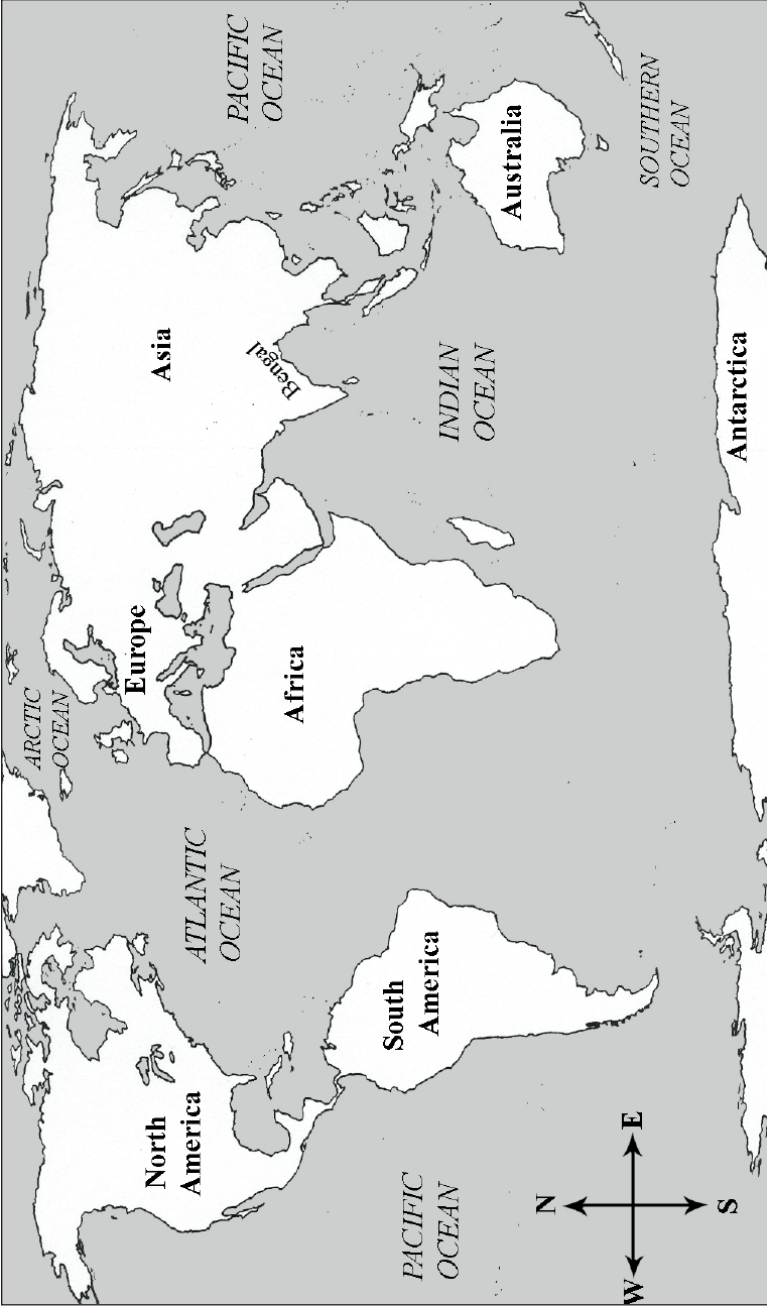 ARCTIC
OCEAN
North
America
ATLANTIC
OCEAN
Europe
Asia
PACIFIC
OCEAN
Bengal
Africa
PACIFIC
OCEAN
South
America
INDIAN
OCEAN
Australia
SOUTHERN
OCEAN
N
W
E
S
Antarctica